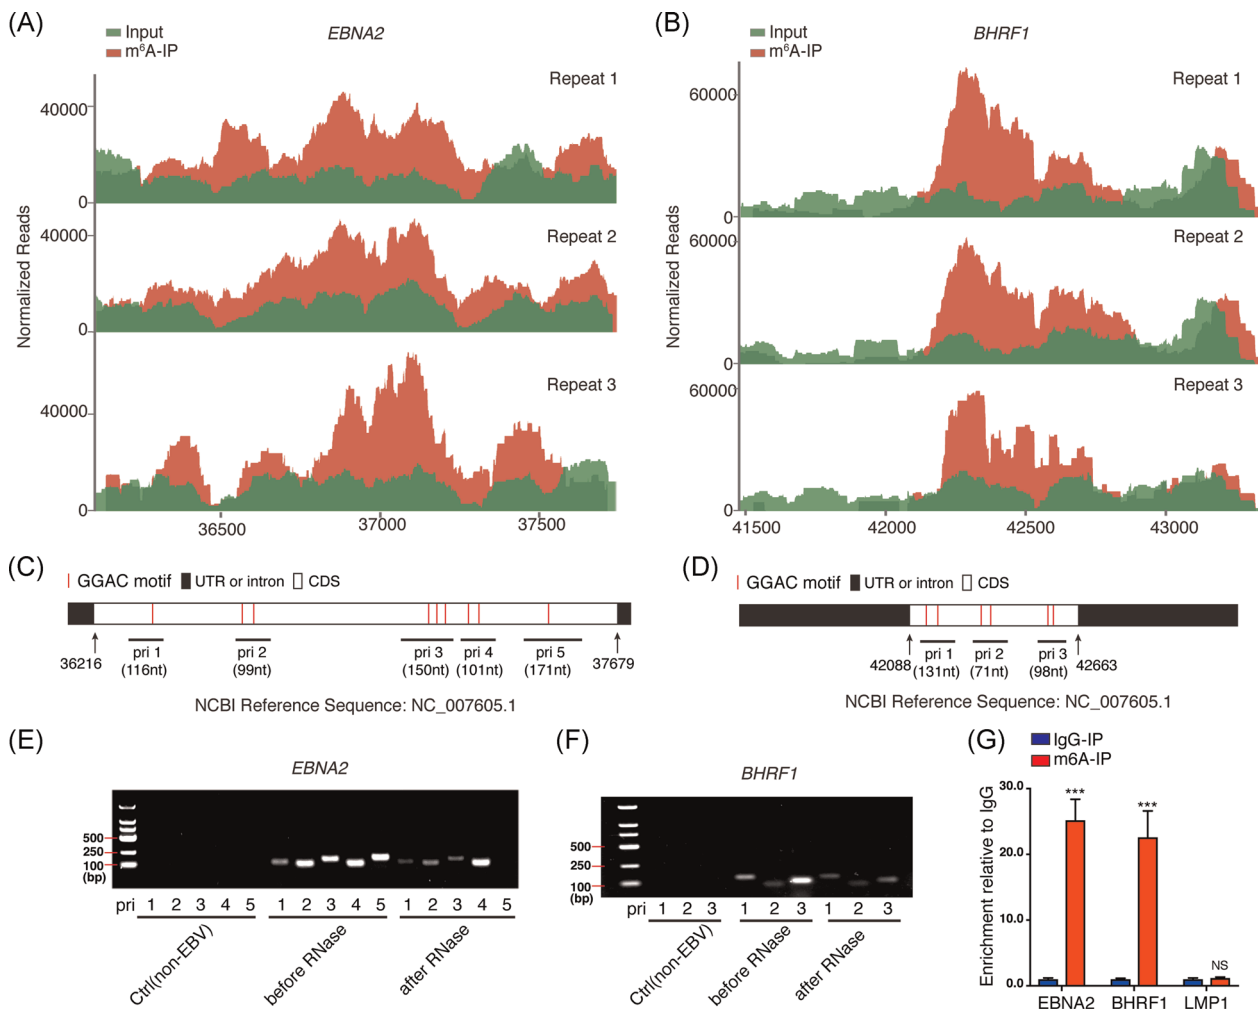 (A)
Input
m⁶A-IP
EBNA2
Repeat 1
40000
0
Repeat 2
40000
0
Repeat 3
40000
0
Normalized Reads
36500
37000
37500
(B)
Input
m⁶A-IP
BHRF1
Repeat 1
60000
0
Repeat 2
60000
0
Repeat 3
60000
0
Normalized Reads
41500
42000
42500
43000
(C)
GGAC motif UTR or intron CDS
36216
pri 1 pri 2 pri 3 pri 4 pri 5
(116nt) (99nt) (150nt) (101nt) (171nt)
37679
NCBI Reference Sequence: NC_007605.1
(D)
GGAC motif UTR or intron CDS
42088
pri 1 pri 2 pri 3
(131nt) (71nt) (98nt)
42663
NCBI Reference Sequence: NC_007605.1
(E)
EBNA2
500
250
100
(bp)
pri 1 2 3 4 5 1 2 3 4 5 1 2 3 4 5
Ctrl(non-EBV)
before RNase
after RNase
(F)
BHRF1
500
250
100
(bp)
pri 1 2 3 1 2 3 1 2 3
Ctrl(non-EBV)
before RNase
after RNase
(G)
IgG-IP
m6A-IP
Enrichment relative to IgG
30.0
20.0
10.0
0.0
***
***
NS
EBNA2 BHRF1 LMP1